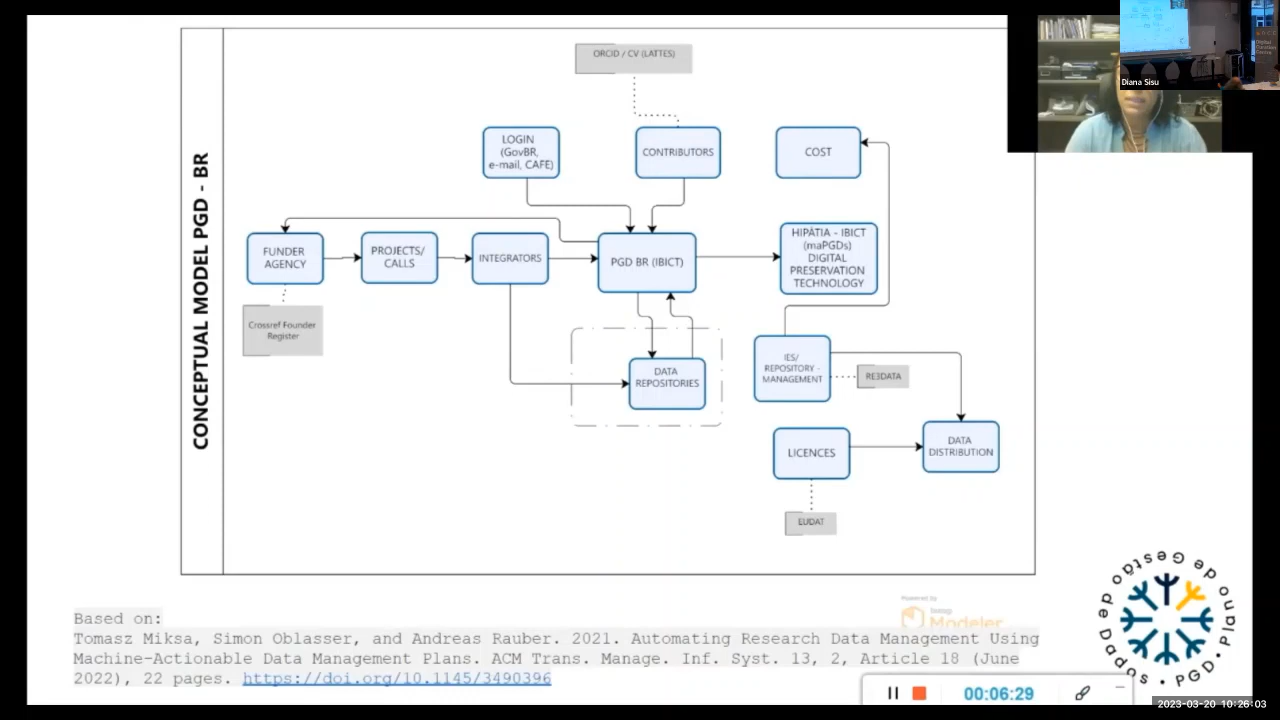 CONCEPTUAL MODEL PGD - BR
ORCID / CV (LATTES)
LOGIN
(GovBR,
e-mail, CAFE)
CONTRIBUTORS
COST
FUNDER
AGENCY
PROJECTS/
CALLS
INTEGRATORS
PGD BR (IBICT)
HIPÁTIA - IBICT
(maPGDs)
DIGITAL
PRESERVATION
TECHNOLOGY
Crossref Founder
Register
DATA
REPOSITORIES
IES/
REPOSITORY -
MANAGEMENT
RE3DATA
LICENCES
DATA
DISTRIBUTION
EUDAT
Powered by
Modeler
Based on:
Tomasz Miksa, Simon Oblasser, and Andreas Rauber. 2021. Automating Research Data Management Using
Machine-Actionable Data Management Plans. ACM Trans. Manage. Inf. Syst. 13, 2, Article 18 (June
2022), 22 pages. https://doi.org/10.1145/3490396
PGD • Plano de Gestão de Dados •
Diana Sisu
00:06:29
2023-03-20 10:26:03